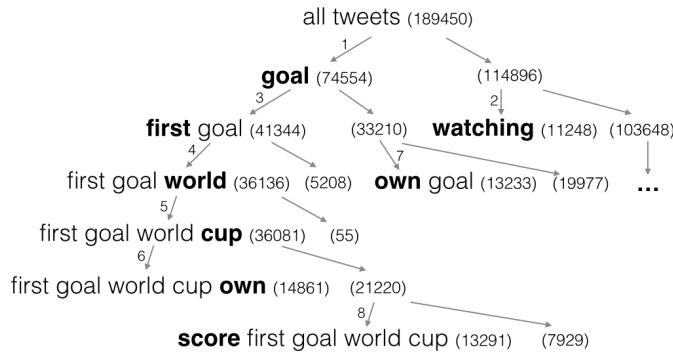 all tweets (189450)
1
goal (74554) (114896)
3 2
first goal (41344) (33210) watching (11248) (103648)
4 7
first goal world (36136) (5208) own goal (13233) (19977) ...
5
first goal world cup (36081) (55)
6
first goal world cup own (14861) (21220)
8
score first goal world cup (13291) (7929)